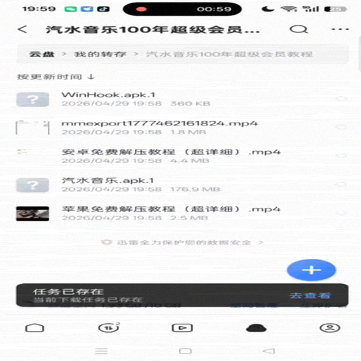 19:59
00:59
汽水音乐100年超级会员...
云盘 > 我的转存 > 汽水音乐100年超级会员教程
按更新时间 ↓
WinHook.apk.1
2026/04/29 19:58 360 KB
mmexport1777462161824.mp4
2026/04/29 19:58 1.8 MB
安卓免费解压教程（超详细）.mp4
2026/04/29 19:58 4.4 MB
汽水音乐.apk.1
2026/04/29 19:58 176.9 MB
苹果免费解压教程（超详细）.mp4
2026/04/29 19:58 2.5 MB
迅雷全力保护您的数据安全 >
任务已存在
当前下载任务已存在
去查看